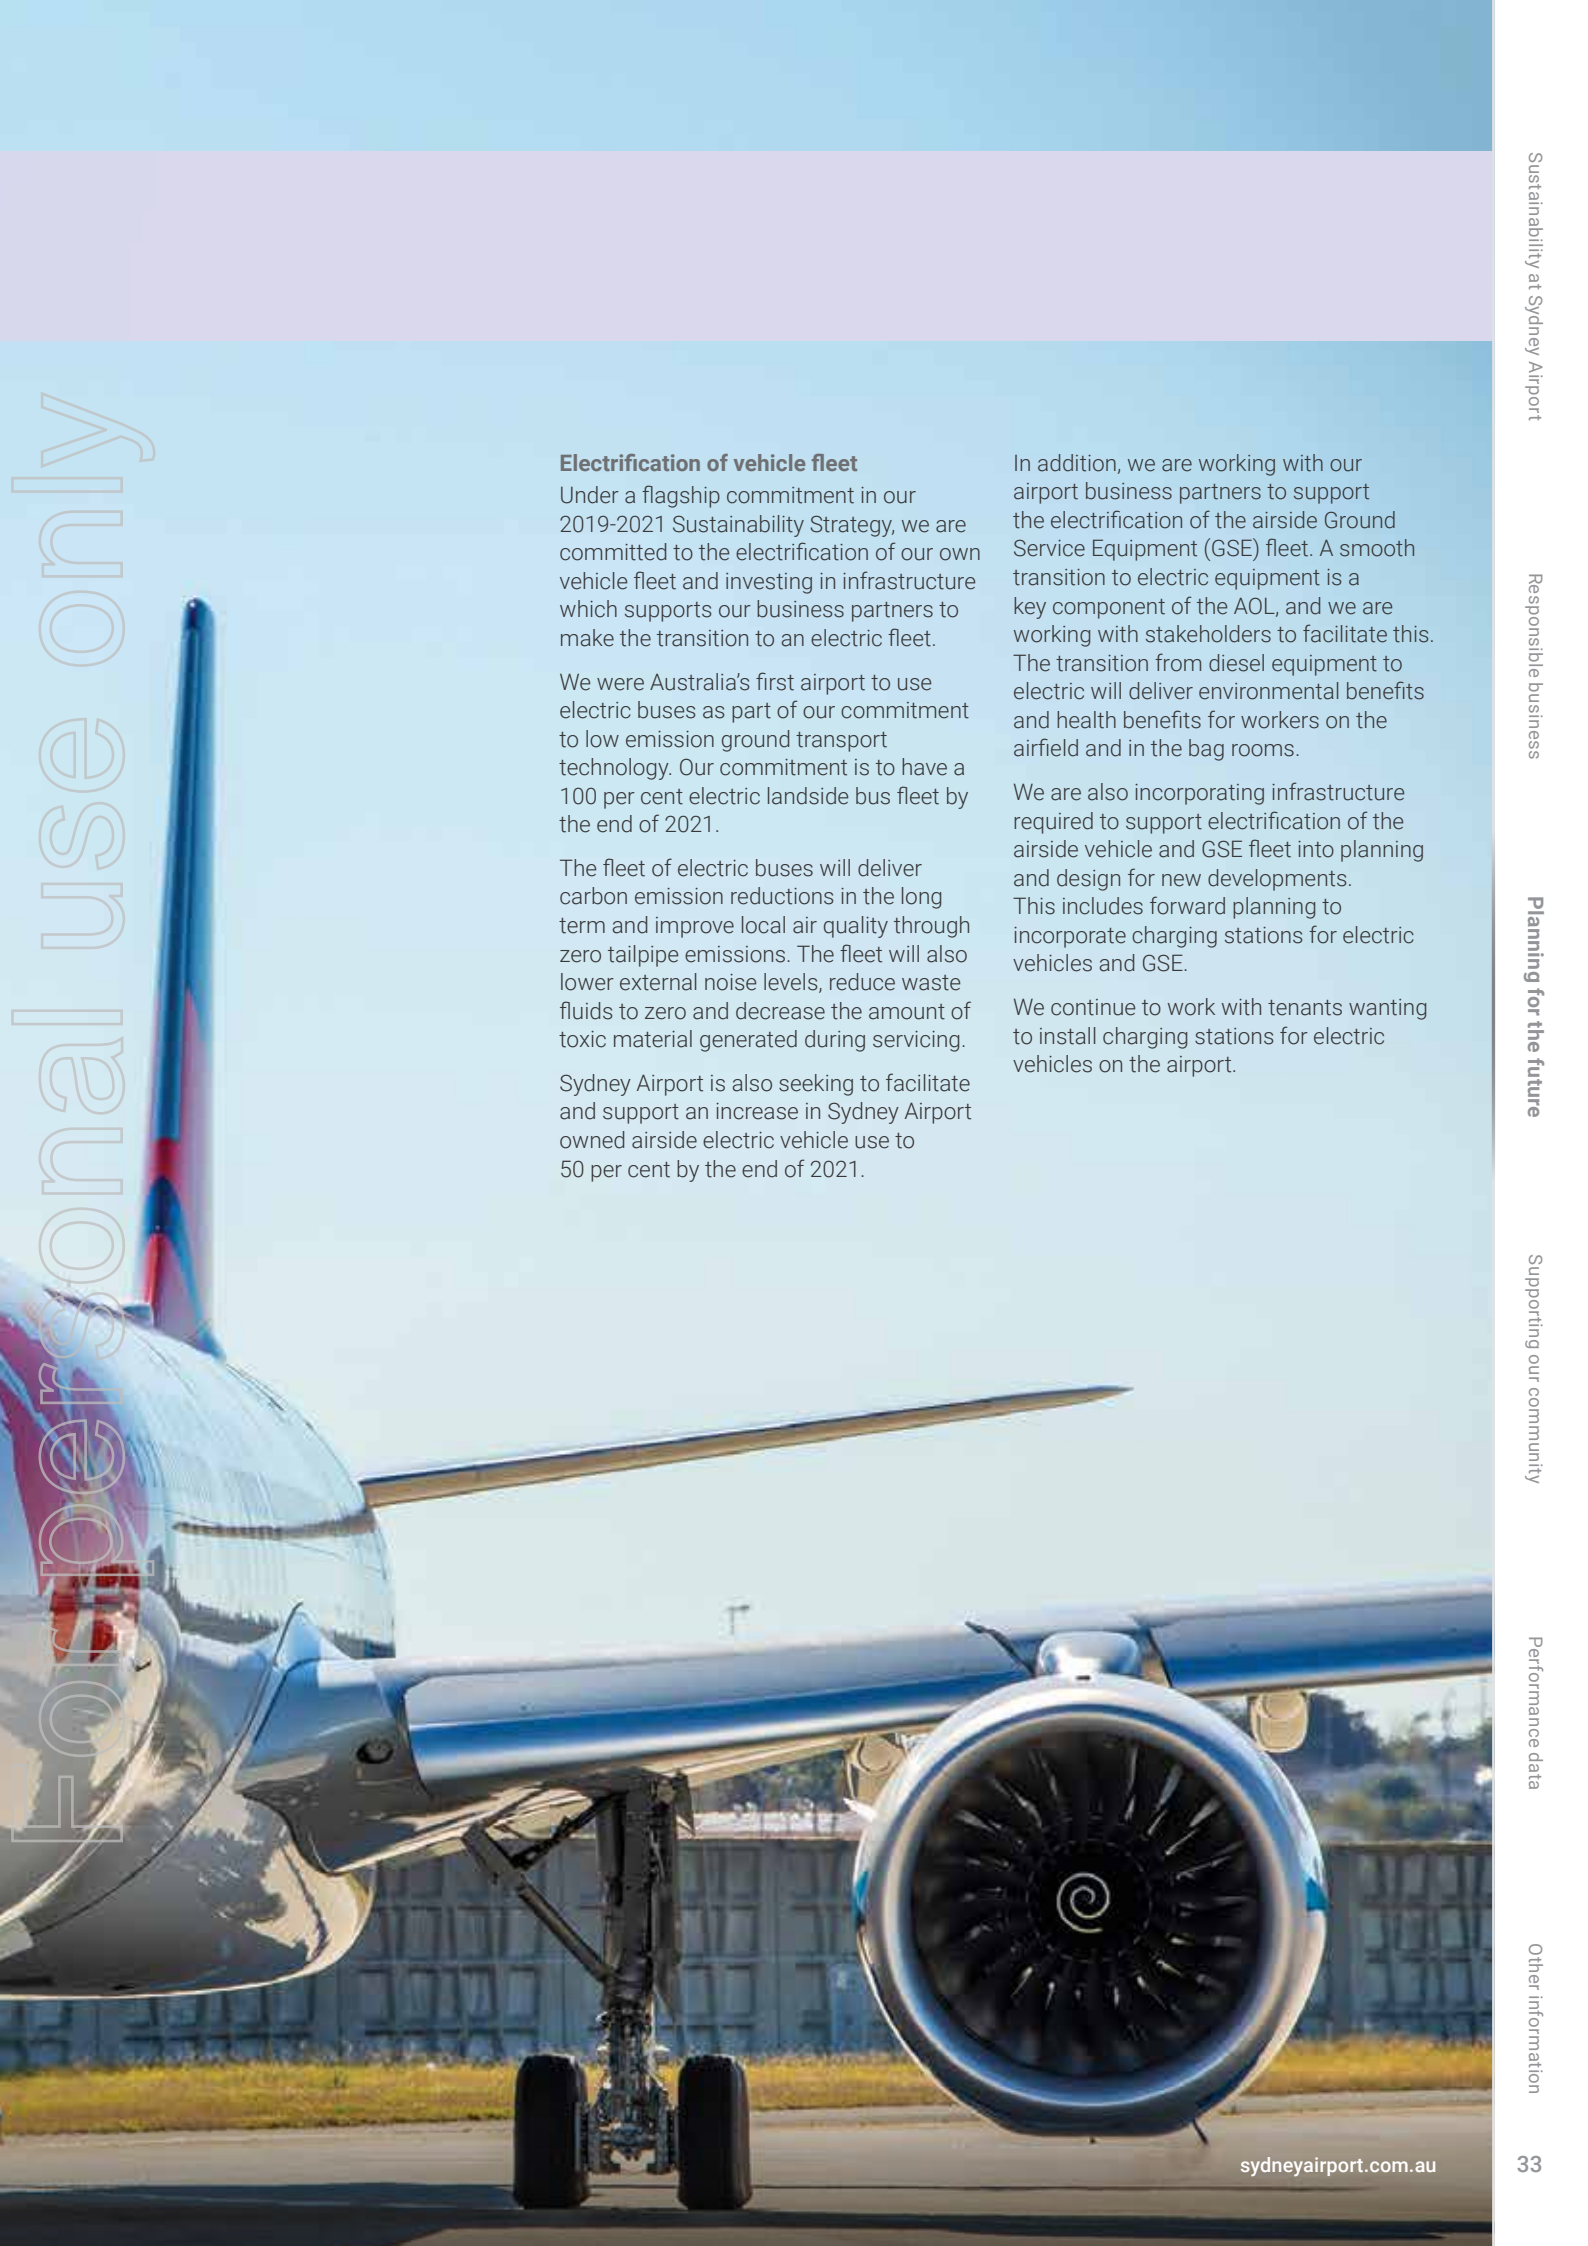 Electrification of vehicle fleet
Under a flagship commitment in our
2019-2021 Sustainability Strategy, we are
committed to the electrification of our own
vehicle fleet and investing in infrastructure
which supports our business partners to
make the transition to an electric fleet.
We were Australia’s first airport to use
electric buses as part of our commitment
to low emission ground transport
technology. Our commitment is to have a
100 per cent electric landside bus fleet by
the end of 2021.
The fleet of electric buses will deliver
carbon emission reductions in the long
term and improve local air quality through
zero tailpipe emissions. The fleet will also
lower external noise levels, reduce waste
fluids to zero and decrease the amount of
toxic material generated during servicing.
Sydney Airport is also seeking to facilitate
and support an increase in Sydney Airport
owned airside electric vehicle use to
50 per cent by the end of 2021.
In addition, we are working with our
airport business partners to support
the electrification of the airside Ground
Service Equipment (GSE) fleet. A smooth
transition to electric equipment is a
key component of the AOL, and we are
working with stakeholders to facilitate this.
The transition from diesel equipment to
electric will deliver environmental benefits
and health benefits for workers on the
airfield and in the bag rooms.
We are also incorporating infrastructure
required to support electrification of the
airside vehicle and GSE fleet into planning
and design for new developments.
This includes forward planning to
incorporate charging stations for electric
vehicles and GSE.
We continue to work with tenants wanting
to install charging stations for electric
vehicles on the airport.
For personal use only
Sustainability at Sydney Airport
Responsible business
Planning for the future
Supporting our community
Performance data
Other information
sydneyairport.com.au
33